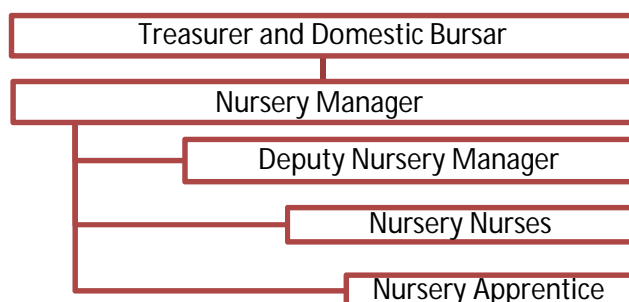 Treasurer and Domestic Bursar
Nursery Manager
Deputy Nursery Manager
Nursery Nurses
Nursery Apprentice